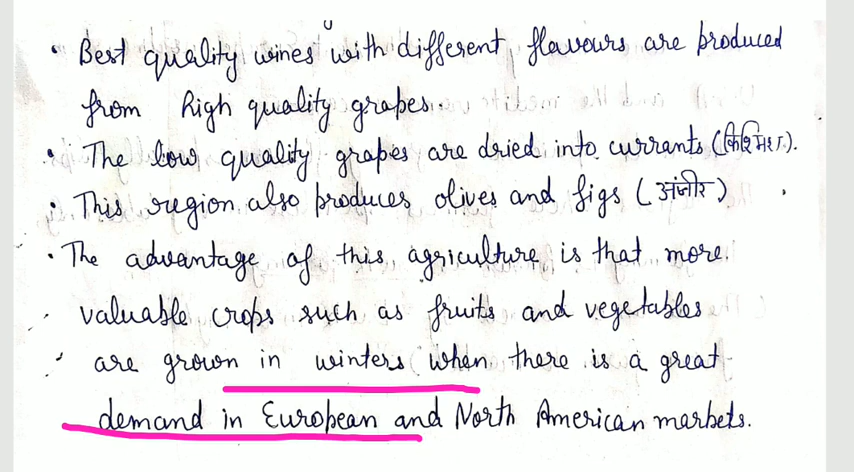 • Best quality wines with different flavours are produced
from high quality grapes.
• The low quality grapes are dried into currants (किशमिश).
• This region also produces olives and figs (अंजीर)
• The advantage of this agriculture is that more
valuable crops such as fruits and vegetables
are grown in winters when there is a great
demand in European and North American markets.